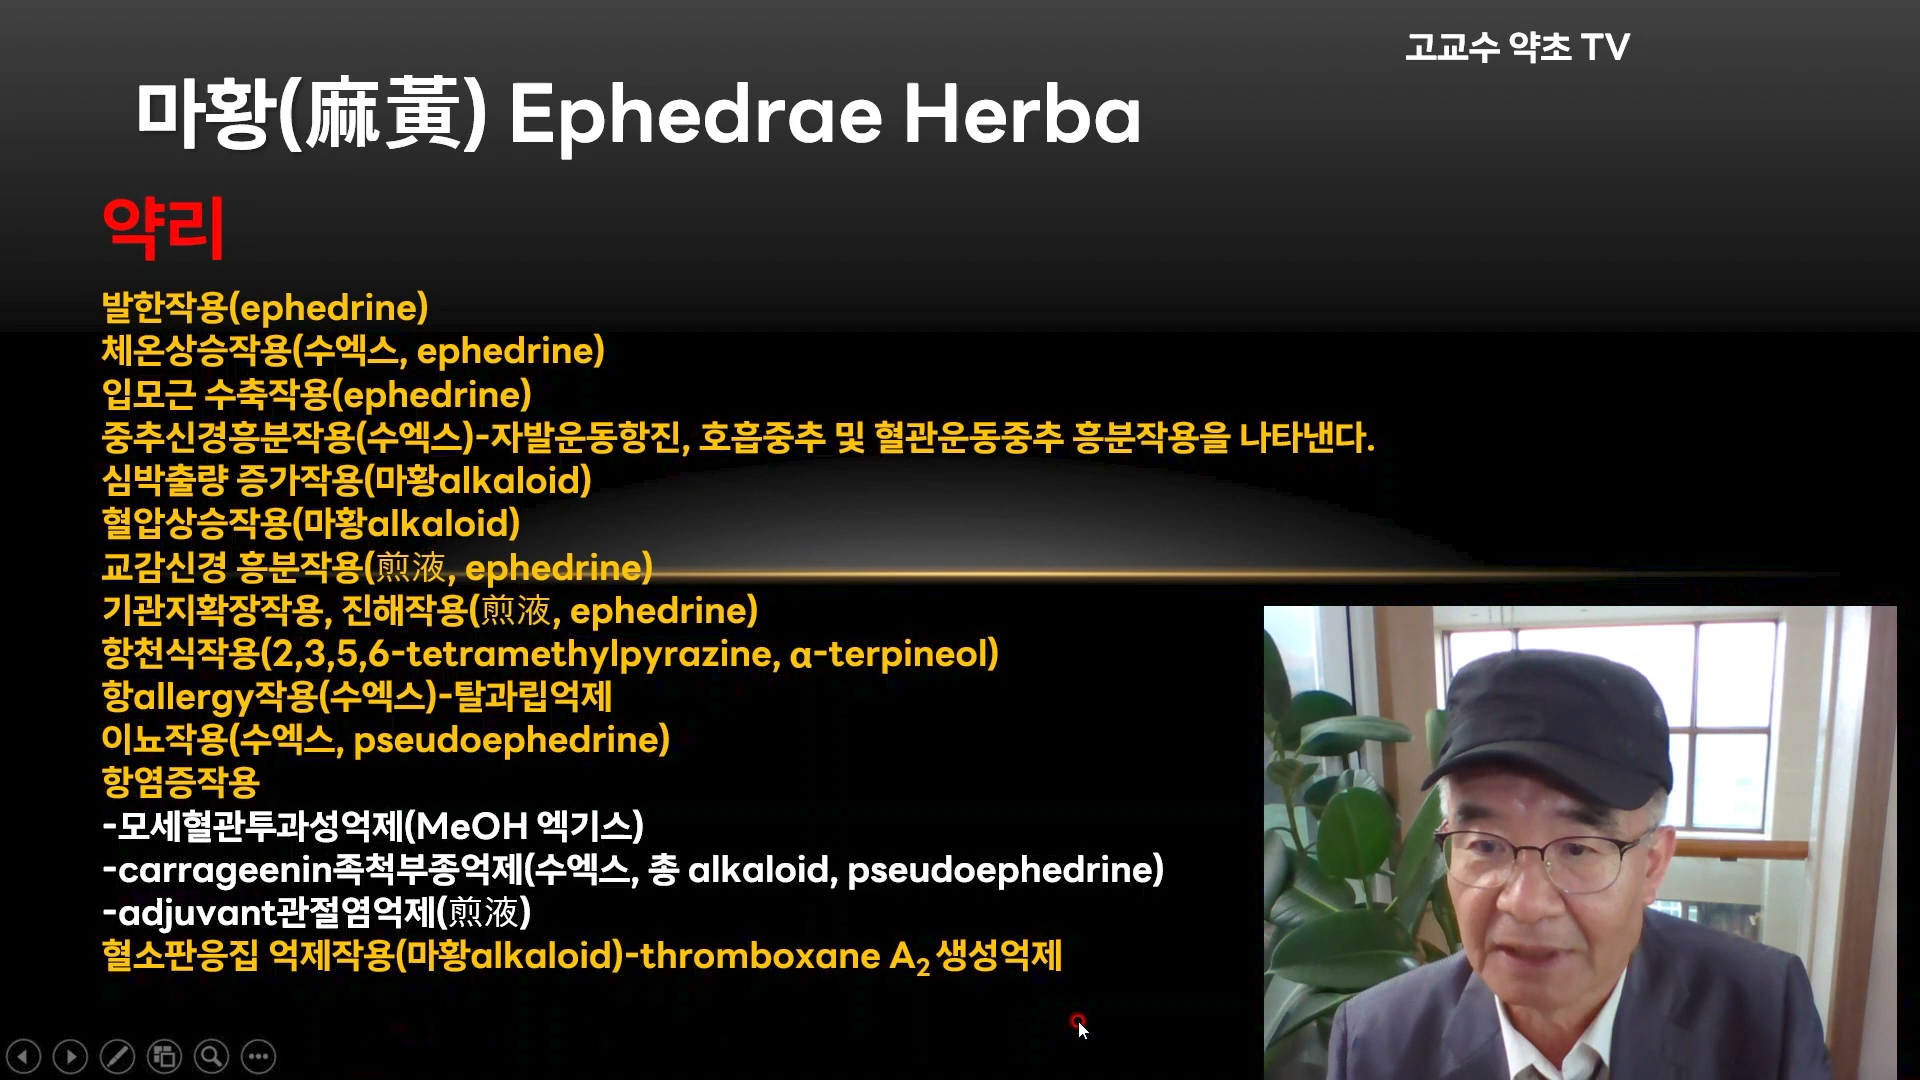 고교수 약초 TV
마황(麻黃) Ephedrae Herba
약리
발한작용(ephedrine)
체온상승작용(수엑스, ephedrine)
입모근 수축작용(ephedrine)
중추신경흥분작용(수엑스)-자발운동항진, 호흡중추 및 혈관운동중추 흥분작용을 나타낸다.
심박출량 증가작용(마황alkaloid)
혈압상승작용(마황alkaloid)
교감신경 흥분작용(煎液, ephedrine)
기관지확장작용, 진해작용(煎液, ephedrine)
항천식작용(2,3,5,6-tetramethylpyrazine, α-terpineol)
항allergy작용(수엑스)-탈과립억제
이뇨작용(수엑스, pseudoephedrine)
항염증작용
-모세혈관투과성억제(MeOH 엑기스)
-carrageenin족척부종억제(수엑스, 총 alkaloid, pseudoephedrine)
-adjuvant관절염억제(煎液)
혈소판응집 억제작용(마황alkaloid)-thromboxane A₂ 생성억제